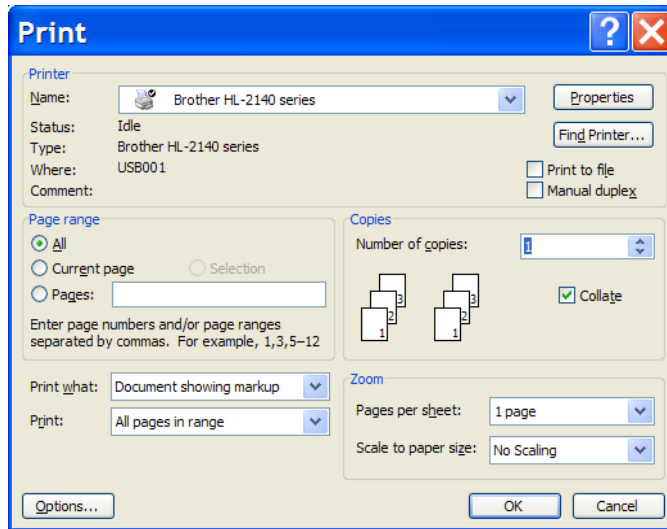 Print
Printer
Name: Brother HL-2140 series
Properties
Status: Idle
Find Printer...
Type: Brother HL-2140 series
Where: USB001
Print to file
Comment:
Manual duplex
Page range
All
Current page Selection
Pages:
Enter page numbers and/or page ranges
separated by commas. For example, 1,3,5–12
Copies
Number of copies: 1
3 3
2 2
1 1
Collate
Print what: Document showing markup
Print: All pages in range
Zoom
Pages per sheet: 1 page
Scale to paper size: No Scaling
Options... OK Cancel